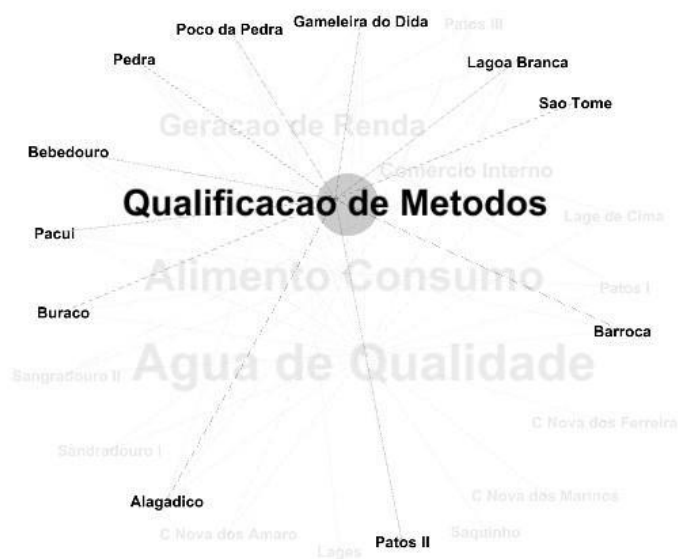 Gameleira do Dida
Patos III
Poco da Pedra
Pedra
Lagoa Branca
Sao Tome
Geracao de Renda
Bebedouro
Comercio Interno
Qualificacao de Metodos
Lage de Cima
Pacui
Alimento Consumo
Patos I
Buraco
Barroca
Agua de Qualidade
Sangradouro II
C Nova dos Ferreira
Sandradouro I
C Nova dos Marinos
Alagadico
C Nova dos Amaro
Saquinho
Patos II
Lages